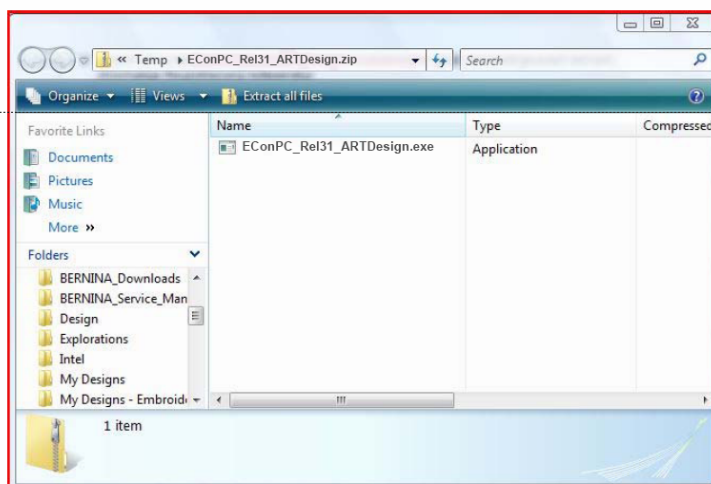 « Temp ▸ EConPC_Rel31_ARTDesign.zip
Search
Organize Views Extract all files
Favorite Links
Name Type Compressed
EConPC_Rel31_ARTDesign.exe Application
Documents
Pictures
Music
More »
Folders
BERNINA_Downloads
BERNINA_Service_Man
Design
Explorations
Intel
My Designs
My Designs - Embroid
1 item